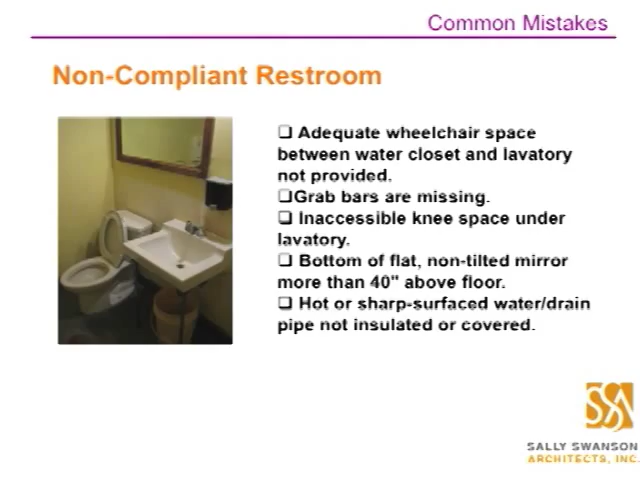 Common Mistakes
Non-Compliant Restroom
❑ Adequate wheelchair space
between water closet and lavatory
not provided.
❑Grab bars are missing.
❑ Inaccessible knee space under
lavatory.
❑ Bottom of flat, non-tilted mirror
more than 40" above floor.
❑ Hot or sharp-surfaced water/drain
pipe not insulated or covered.
SSA
SALLY SWANSON
ARCHITECTS, INC.